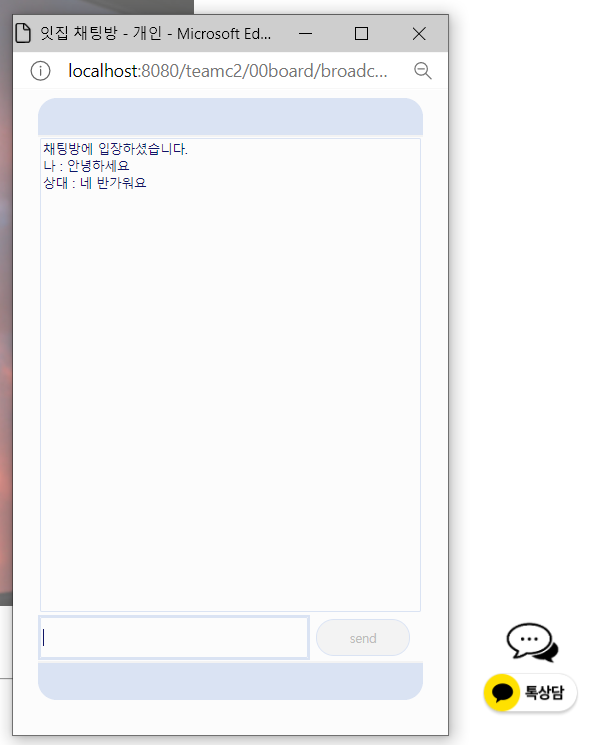 잇집 채팅방 - 개인 - Microsoft Ed...
localhost:8080/teamc2/00board/broadc...
채팅방에 입장하셨습니다.
나 : 안녕하세요
상대 : 네 반가워요
send
톡상담